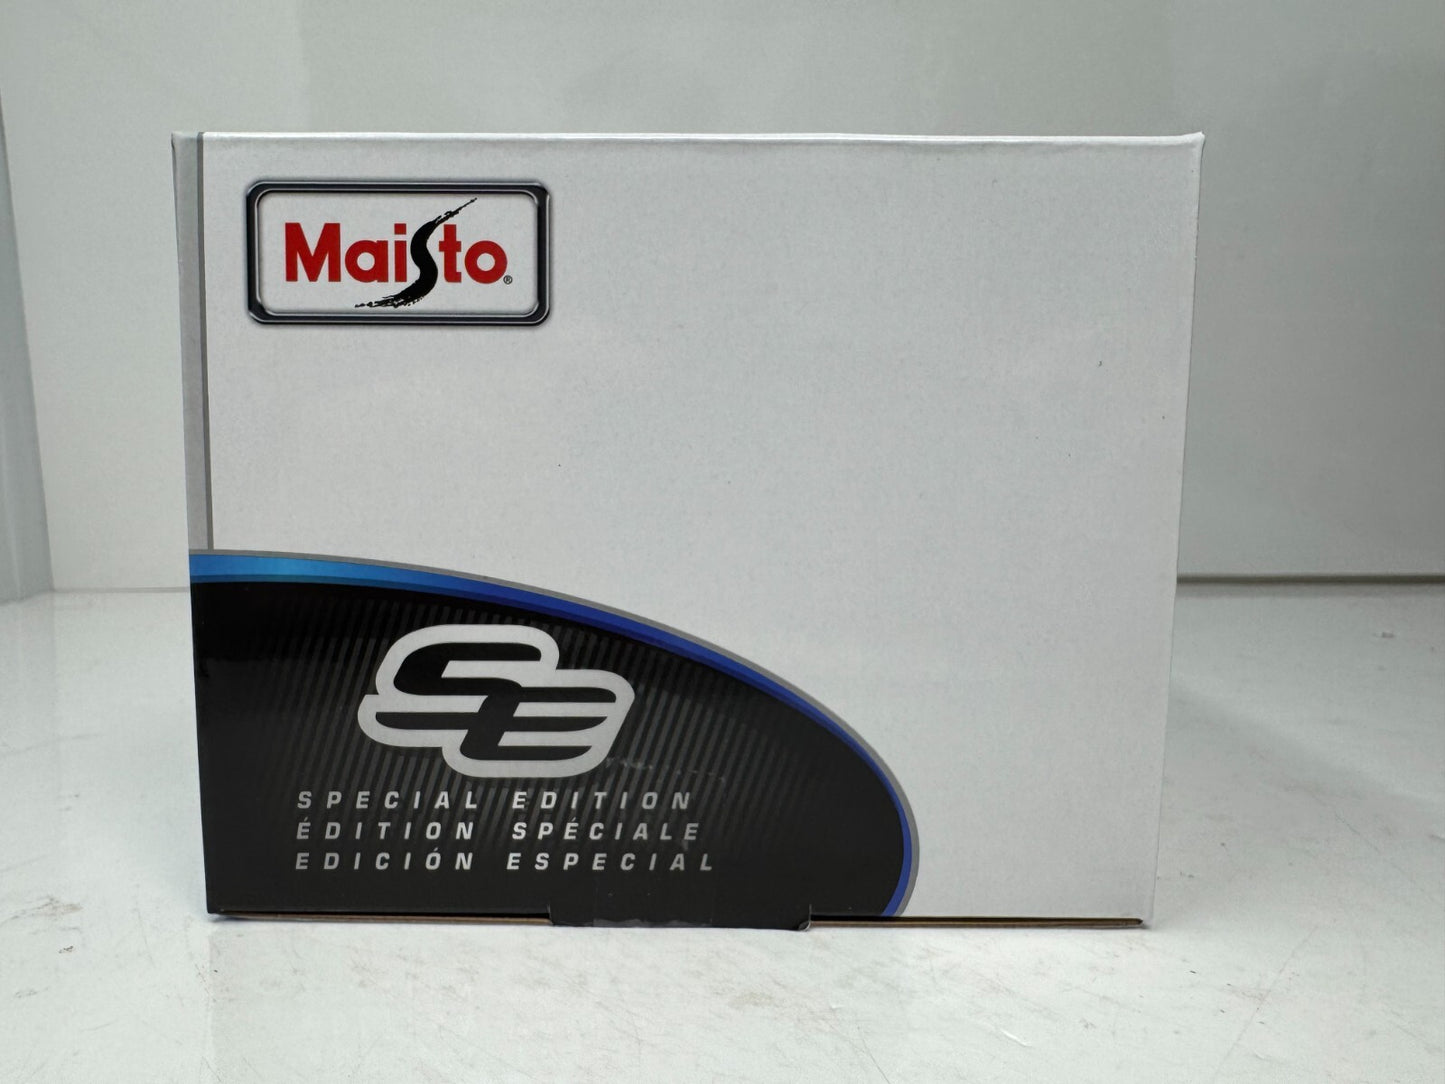 Maisto®
SE
SPECIAL EDITION
ÉDITION SPÉCIALE
EDICIÓN ESPECIAL